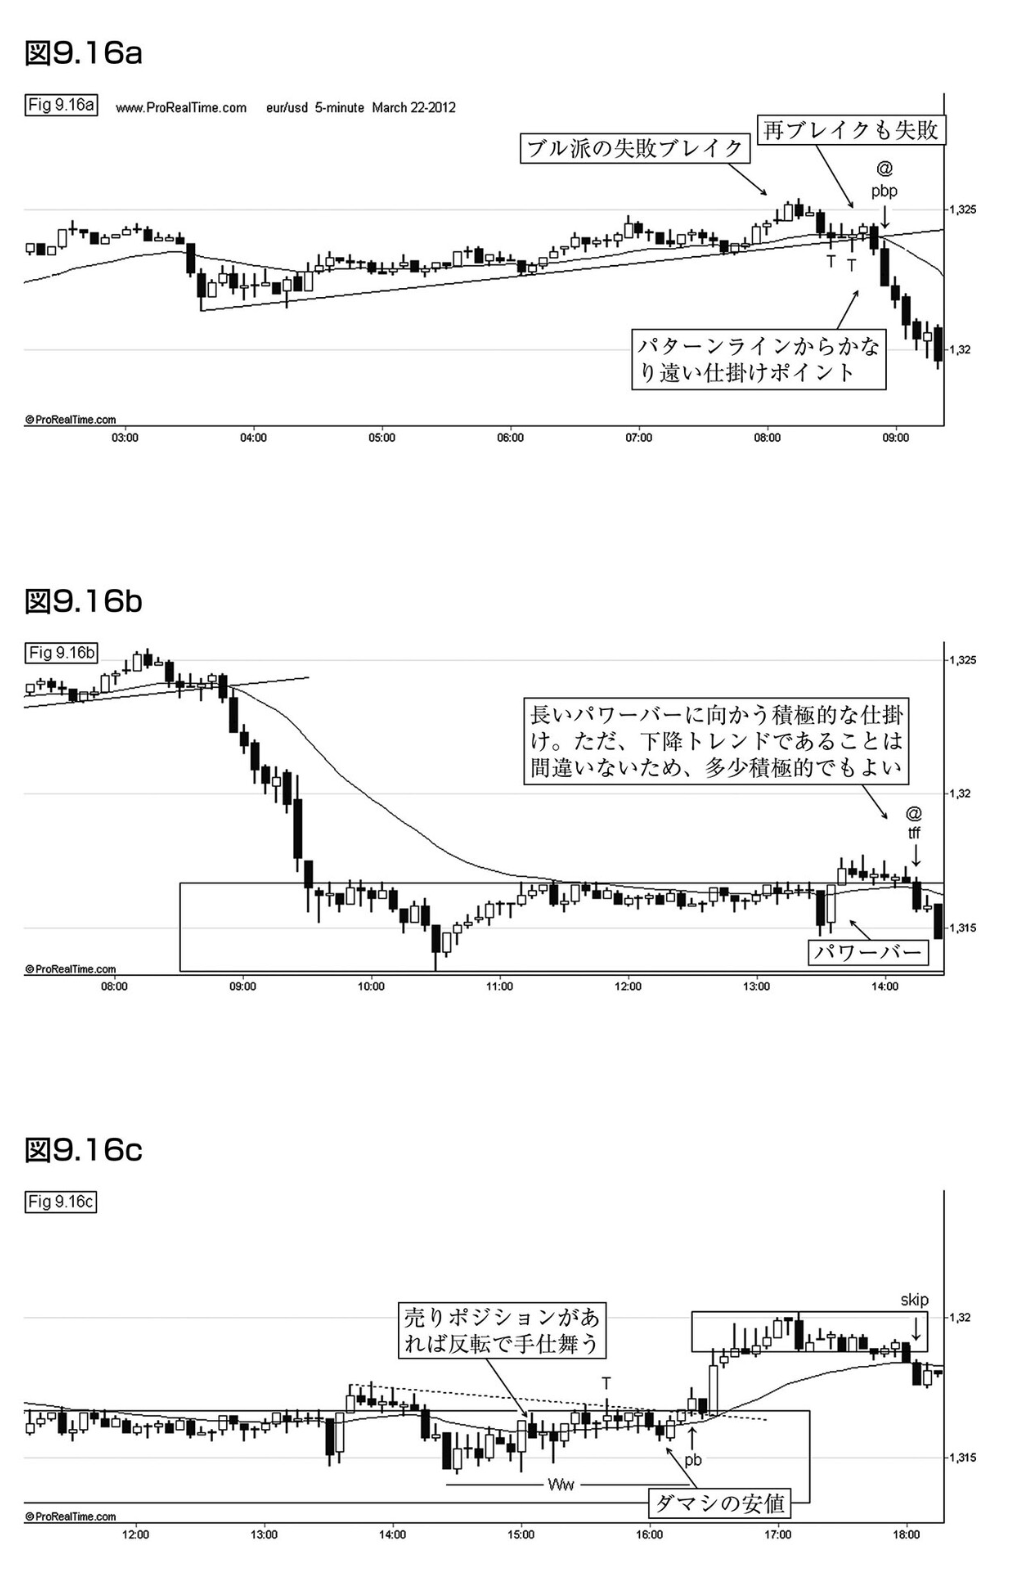 図9.16a
Fig 9.16a www.ProRealTime.com eur/usd 5-minute March 22-2012
再ブレイクも失敗
ブル派の失敗ブレイク
@
pbp
1,325
T T
パターンラインからかな
り遠い仕掛けポイント
1,32
©ProRealTime.com
03:00 04:00 05:00 06:00 07:00 08:00 09:00
図9.16b
Fig 9.16b
1,325
長いパワーバーに向かう積極的な仕掛
け。ただ、下降トレンドであることは
間違いないため、多少積極的でもよい
1,32
@
tff
1,315
パワーバー
©ProRealTime.com
08:00 09:00 10:00 11:00 12:00 13:00 14:00
図9.16c
Fig 9.16c
skip
1,32
売りポジションがあ
れば反転で手仕舞う
T
1,315
pb
Ww
ダマシの安値
©ProRealTime.com
12:00 13:00 14:00 15:00 16:00 17:00 18:00